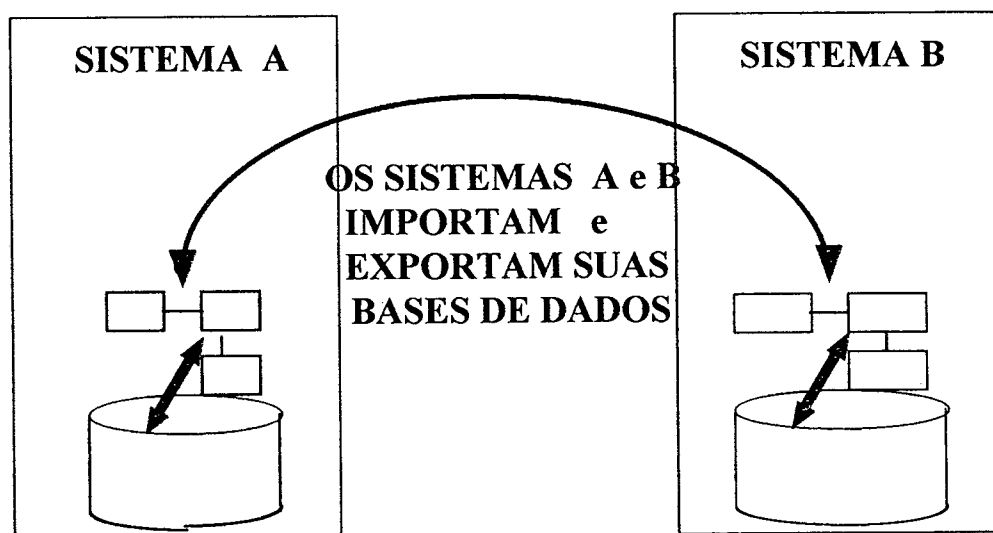 SISTEMA A
SISTEMA B
OS SISTEMAS A e B
IMPORTAM e
EXPORTAM SUAS
BASES DE DADOS